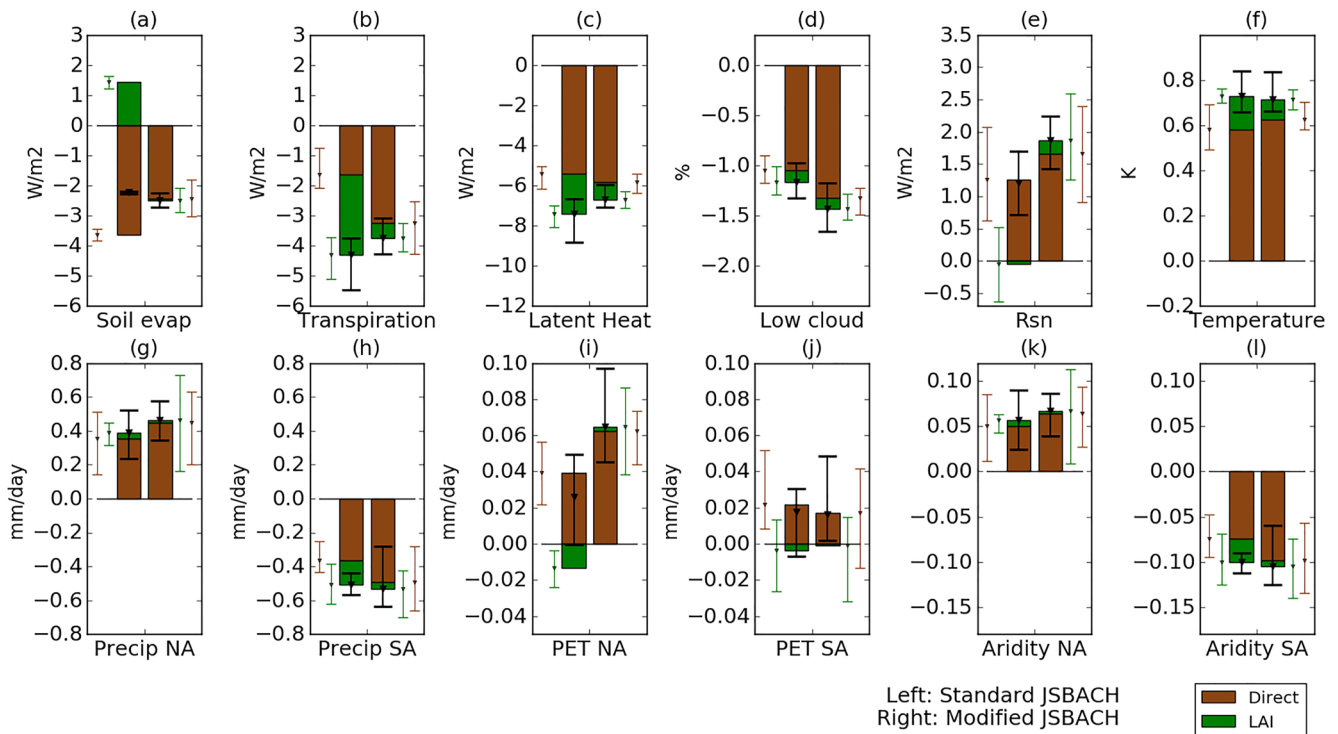 (a) (b) (c) (d) (e) (f)
3 2 1 0 −1 −2 −3 −4 −5 −6
W/m2
Soil evap
3 2 1 0 −1 −2 −3 −4 −5 −6
W/m2
Transpiration
0 −2 −4 −6 −8 −10 −12
W/m2
Latent Heat
0.0 −0.5 −1.0 −1.5 −2.0
%
Low cloud
3.5 3.0 2.5 2.0 1.5 1.0 0.5 0.0 −0.5
W/m2
Rsn
0.8 0.6 0.4 0.2 0.0 −0.2
K
Temperature
(g) (h) (i) (j) (k) (l)
0.8 0.6 0.4 0.2 0.0 −0.2 −0.4 −0.6 −0.8
mm/day
Precip NA
0.8 0.6 0.4 0.2 0.0 −0.2 −0.4 −0.6 −0.8
mm/day
Precip SA
0.10 0.08 0.06 0.04 0.02 0.00 −0.02 −0.04
mm/day
PET NA
0.10 0.08 0.06 0.04 0.02 0.00 −0.02 −0.04
mm/day
PET SA
0.10 0.05 0.00 −0.05 −0.10 −0.15
Aridity NA
0.10 0.05 0.00 −0.05 −0.10 −0.15
Aridity SA
Left: Standard JSBACH
Right: Modified JSBACH
Direct
LAI